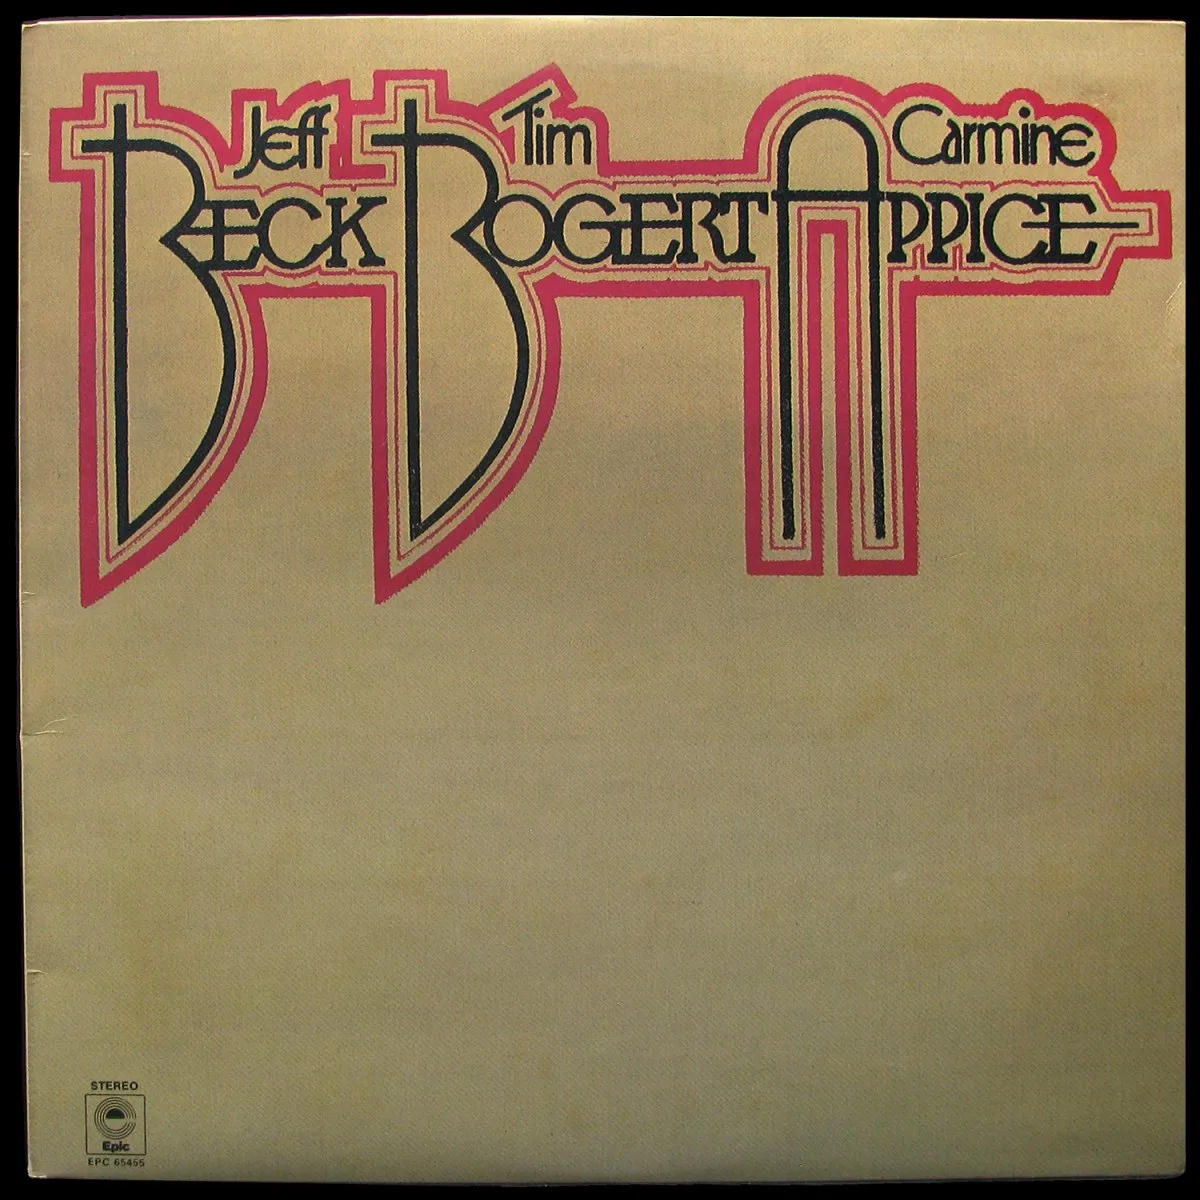 Jeff Tim Carmine
BECK BOGERT APPICE
STEREO
Epic
EPC 65455